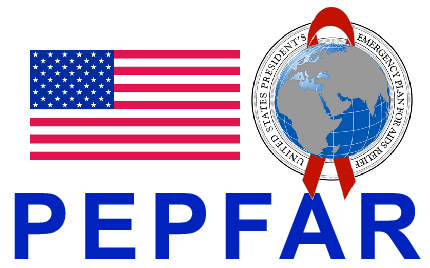 UNITED STATES PRESIDENT'S EMERGENCY PLAN FOR AIDS RELIEF
PEPFAR